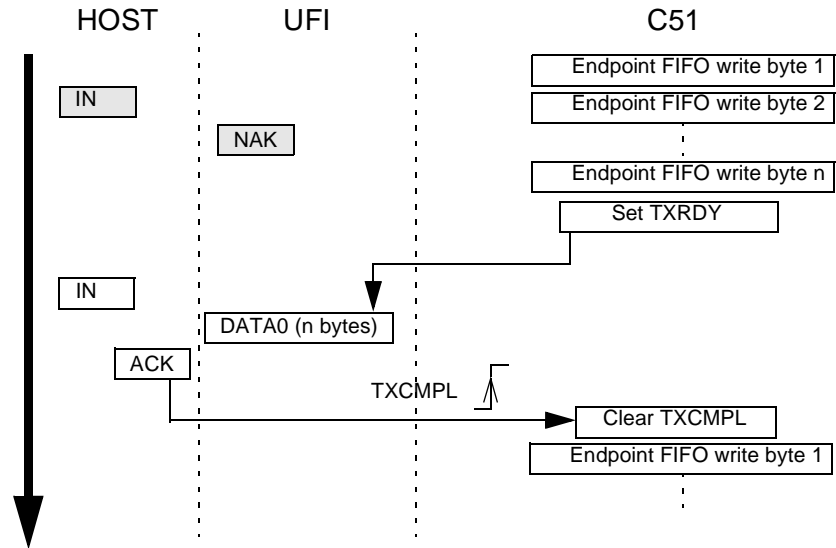 HOST UFI C51
Endpoint FIFO write byte 1
IN
Endpoint FIFO write byte 2
NAK
Endpoint FIFO write byte n
Set TXRDY
IN
DATA0 (n bytes)
ACK
TXCMPL
Clear TXCMPL
Endpoint FIFO write byte 1